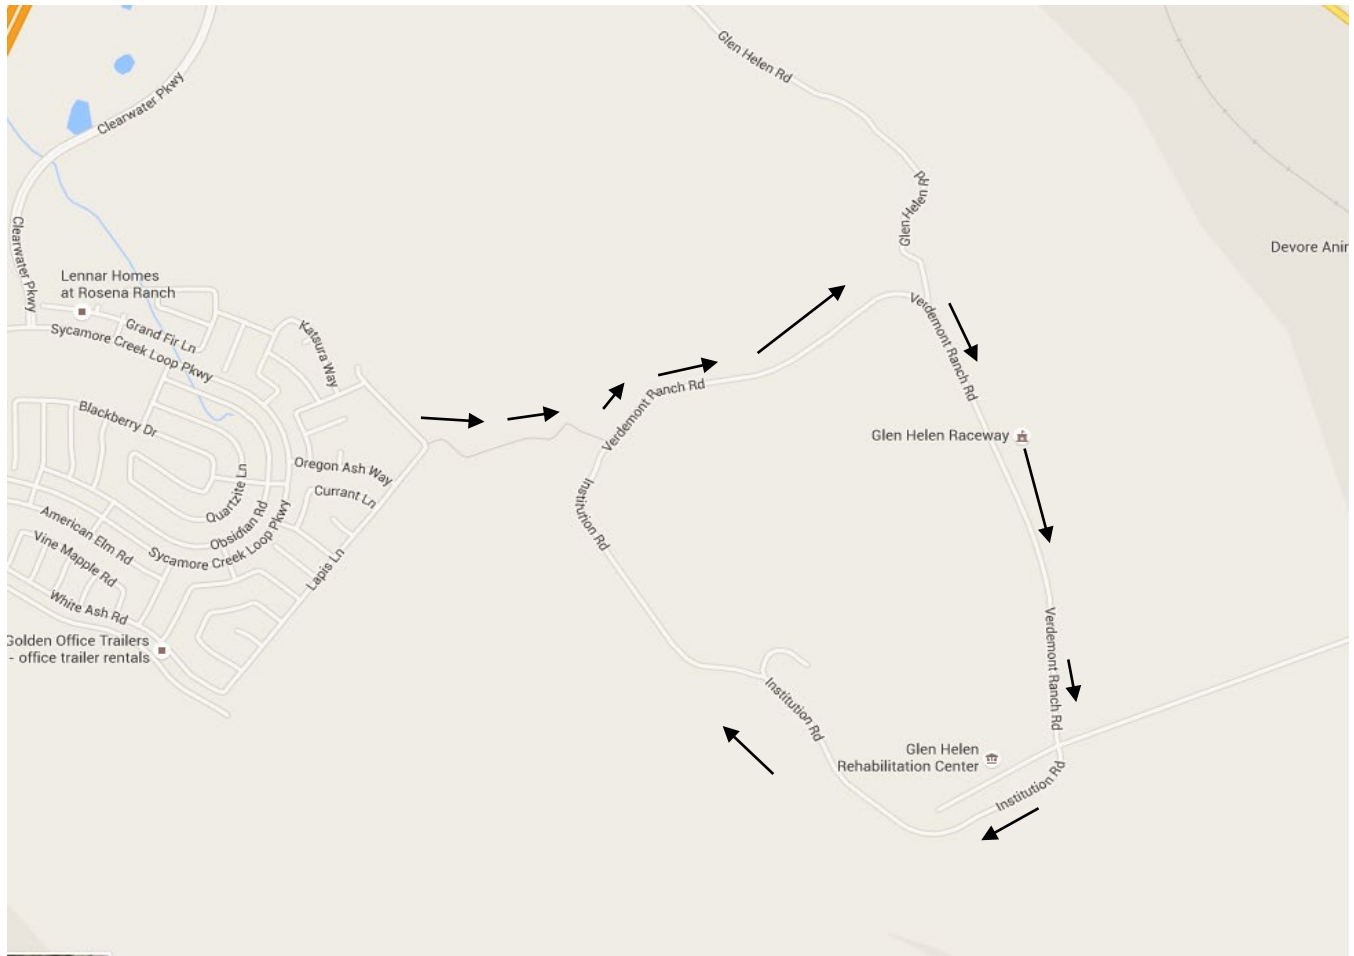 Glen Helen Rd
Clearwater Pkwy
Glen Helen Rd
Clearwater Pkwy
Devore Anir
Lennar Homes
at Rosena Ranch
Verdemont Ranch Rd
Grand Fir Ln
Katsura Way
Sycamore Creek Loop Pkwy
Verdemont Ranch Rd
Blackberry Dr
Glen Helen Raceway
Oregon Ash Way
Quartzite Ln
Currant Ln
Institution Rd
Obsidian Rd
American Elm Rd
Sycamore Creek Loop Pkwy
Vine Mapple Rd
Lapis Ln
White Ash Rd
Verdemont Ranch Rd
Golden Office Trailers
- office trailer rentals
Institution Rd
Glen Helen
Rehabilitation Center
Institution Rd